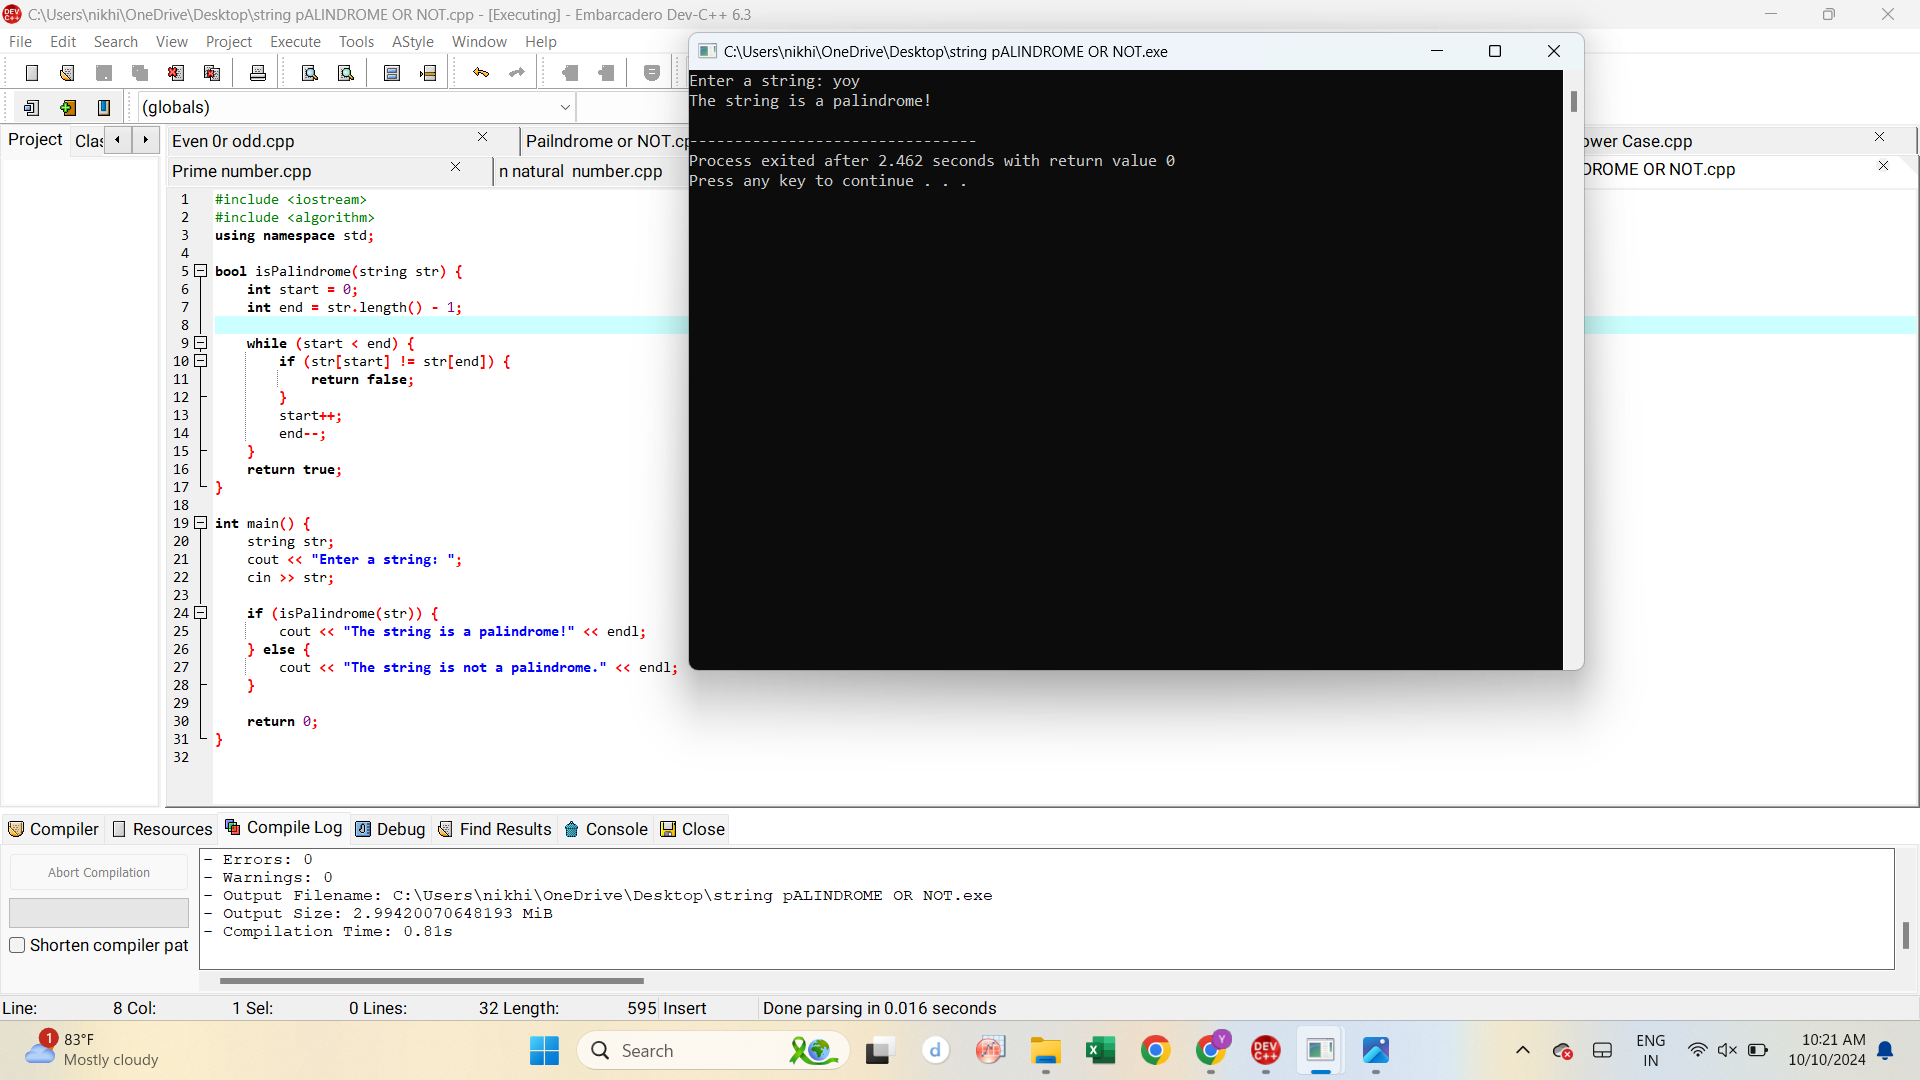 C:\Users\nikhi\OneDrive\Desktop\string pALINDROME OR NOT.cpp - [Executing] - Embarcadero Dev-C++ 6.3
File Edit Search View Project Execute Tools AStyle Window Help
(globals)
Project Clas
Even 0r odd.cpp Pailndrome or NOT.cp ower Case.cpp
Prime number.cpp n natural number.cpp DROME OR NOT.cpp
1 #include <iostream>
2 #include <algorithm>
3 using namespace std;
4
5 bool isPalindrome(string str) {
6 int start = 0;
7 int end = str.length() - 1;
8
9 while (start < end) {
10 if (str[start] != str[end]) {
11 return false;
12 }
13 start++;
14 end--;
15 }
16 return true;
17 }
18
19 int main() {
20 string str;
21 cout << "Enter a string: ";
22 cin >> str;
23
24 if (isPalindrome(str)) {
25 cout << "The string is a palindrome!" << endl;
26 } else {
27 cout << "The string is not a palindrome." << endl;
28 }
29
30 return 0;
31 }
32
C:\Users\nikhi\OneDrive\Desktop\string pALINDROME OR NOT.exe
Enter a string: yoy
The string is a palindrome!
--------------------------------
Process exited after 2.462 seconds with return value 0
Press any key to continue . . .
Compiler Resources Compile Log Debug Find Results Console Close
Abort Compilation
Shorten compiler pat
- Errors: 0
- Warnings: 0
- Output Filename: C:\Users\nikhi\OneDrive\Desktop\string pALINDROME OR NOT.exe
- Output Size: 2.99420070648193 MiB
- Compilation Time: 0.81s
Line: 8 Col: 1 Sel: 0 Lines: 32 Length: 595 Insert Done parsing in 0.016 seconds
1
83°F
Mostly cloudy
Search
d
Y
DEV
C++
ENG
IN
10:21 AM
10/10/2024